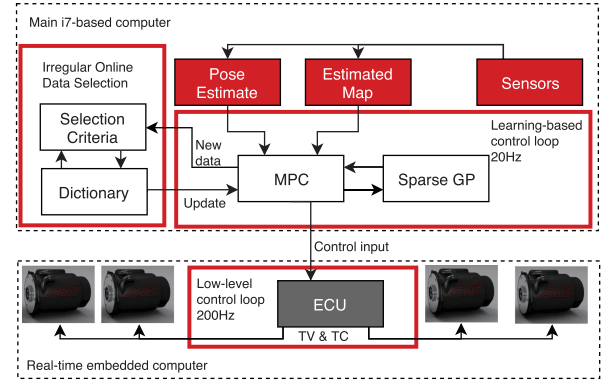 Main i7-based computer
Irregular Online
Data Selection
Pose
Estimate
Estimated
Map
Sensors
Selection
Criteria
New
data
Learning-based
control loop
20Hz
MPC
Sparse GP
Dictionary
Update
Control input
Low-level
control loop
200Hz
ECU
TV & TC
Real-time embedded computer